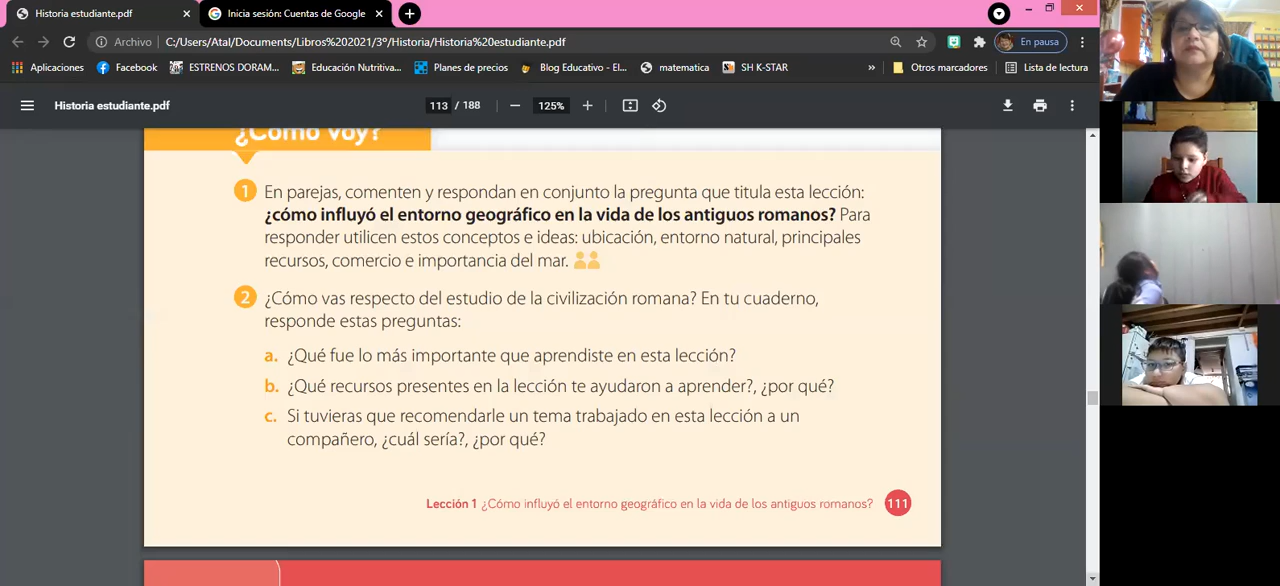 Historia estudiante.pdf
Inicia sesión: Cuentas de Google
Archivo C:/Users/Atal/Documents/Libros%202021/3º/Historia/Historia%20estudiante.pdf
En pausa
Aplicaciones Facebook ESTRENOS DORAM... Educación Nutritiva... Planes de precios Blog Educativo - El... matematica SH K-STAR » Otros marcadores Lista de lectura
Historia estudiante.pdf 113 / 188 125%
¿Cómo voy?
1 En parejas, comenten y respondan en conjunto la pregunta que titula esta lección:
¿cómo influyó el entorno geográfico en la vida de los antiguos romanos? Para
responder utilicen estos conceptos e ideas: ubicación, entorno natural, principales
recursos, comercio e importancia del mar.
2 ¿Cómo vas respecto del estudio de la civilización romana? En tu cuaderno,
responde estas preguntas:
a. ¿Qué fue lo más importante que aprendiste en esta lección?
b. ¿Qué recursos presentes en la lección te ayudaron a aprender?, ¿por qué?
c. Si tuvieras que recomendarle un tema trabajado en esta lección a un
compañero, ¿cuál sería?, ¿por qué?
Lección 1 ¿Cómo influyó el entorno geográfico en la vida de los antiguos romanos? 111